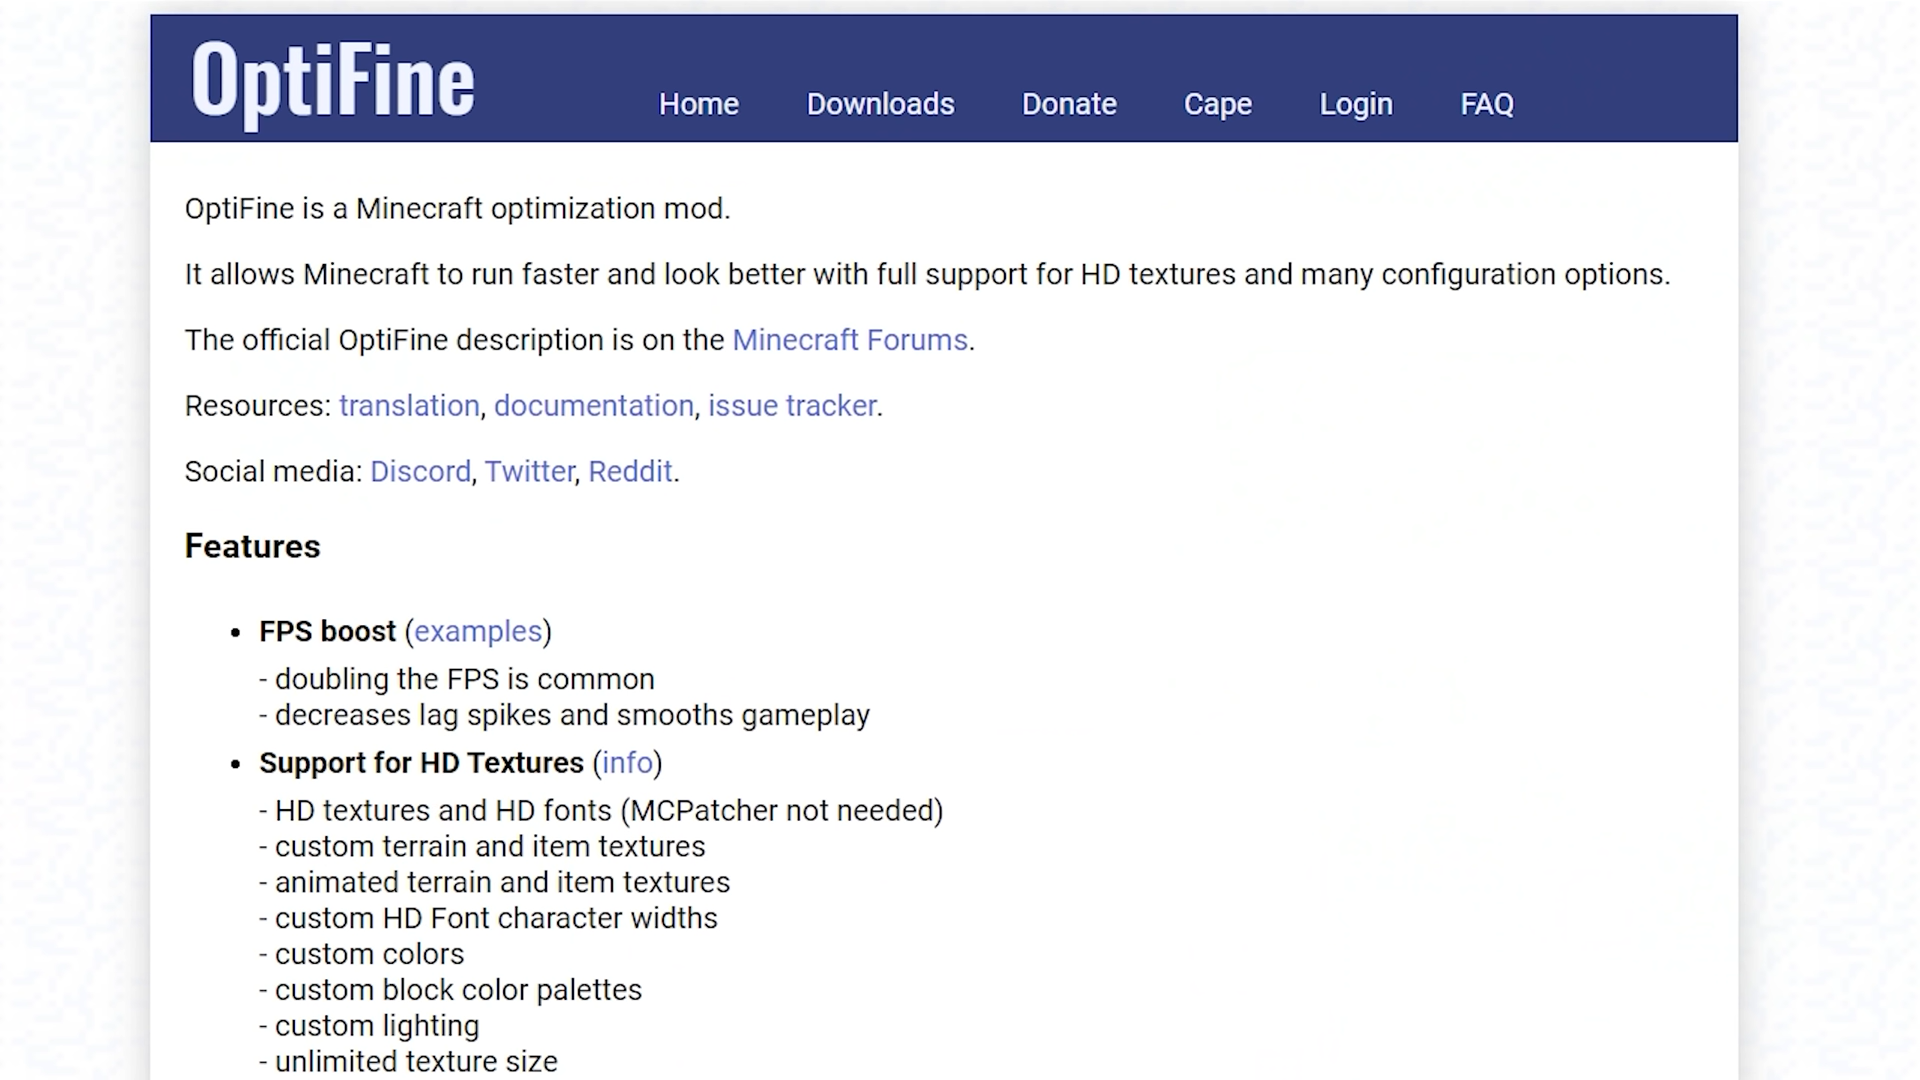 OptiFine
Home Downloads Donate Cape Login FAQ
OptiFine is a Minecraft optimization mod.
It allows Minecraft to run faster and look better with full support for HD textures and many configuration options.
The official OptiFine description is on the Minecraft Forums.
Resources: translation, documentation, issue tracker.
Social media: Discord, Twitter, Reddit.
Features
• FPS boost (examples)
- doubling the FPS is common
- decreases lag spikes and smooths gameplay
• Support for HD Textures (info)
- HD textures and HD fonts (MCPatcher not needed)
- custom terrain and item textures
- animated terrain and item textures
- custom HD Font character widths
- custom colors
- custom block color palettes
- custom lighting
- unlimited texture size